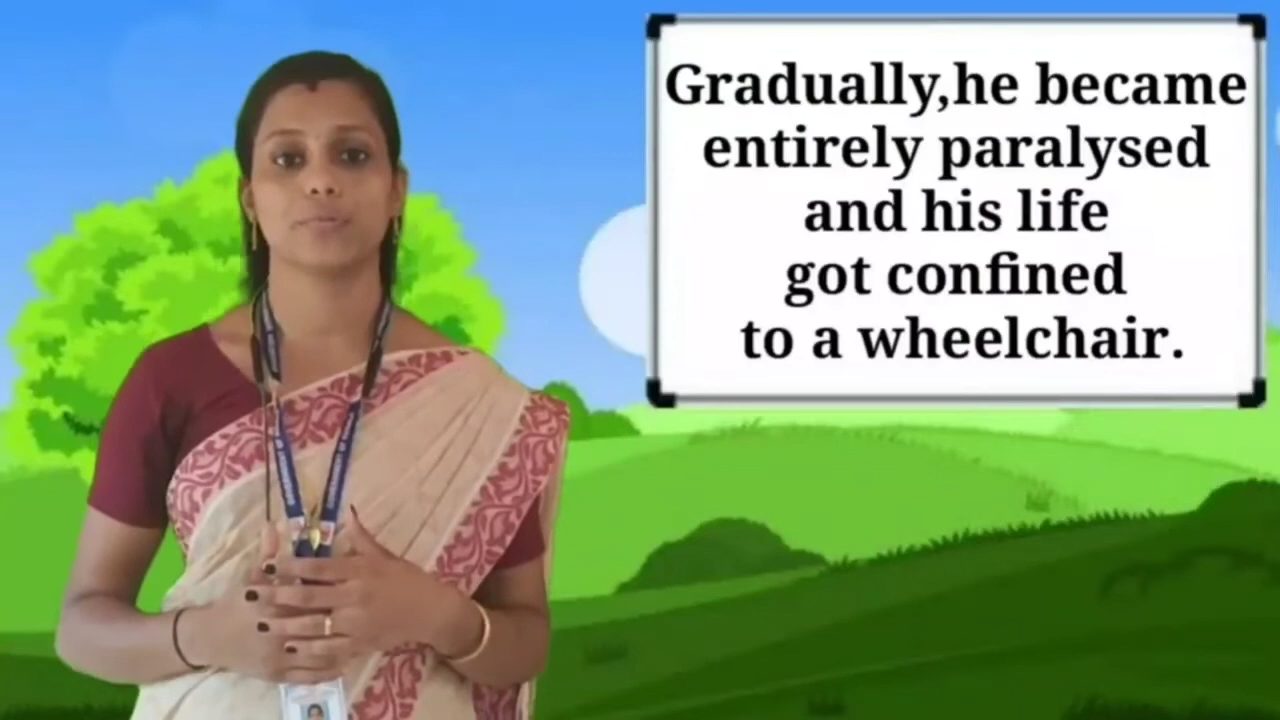 Gradually,he became
entirely paralysed
and his life
got confined
to a wheelchair.